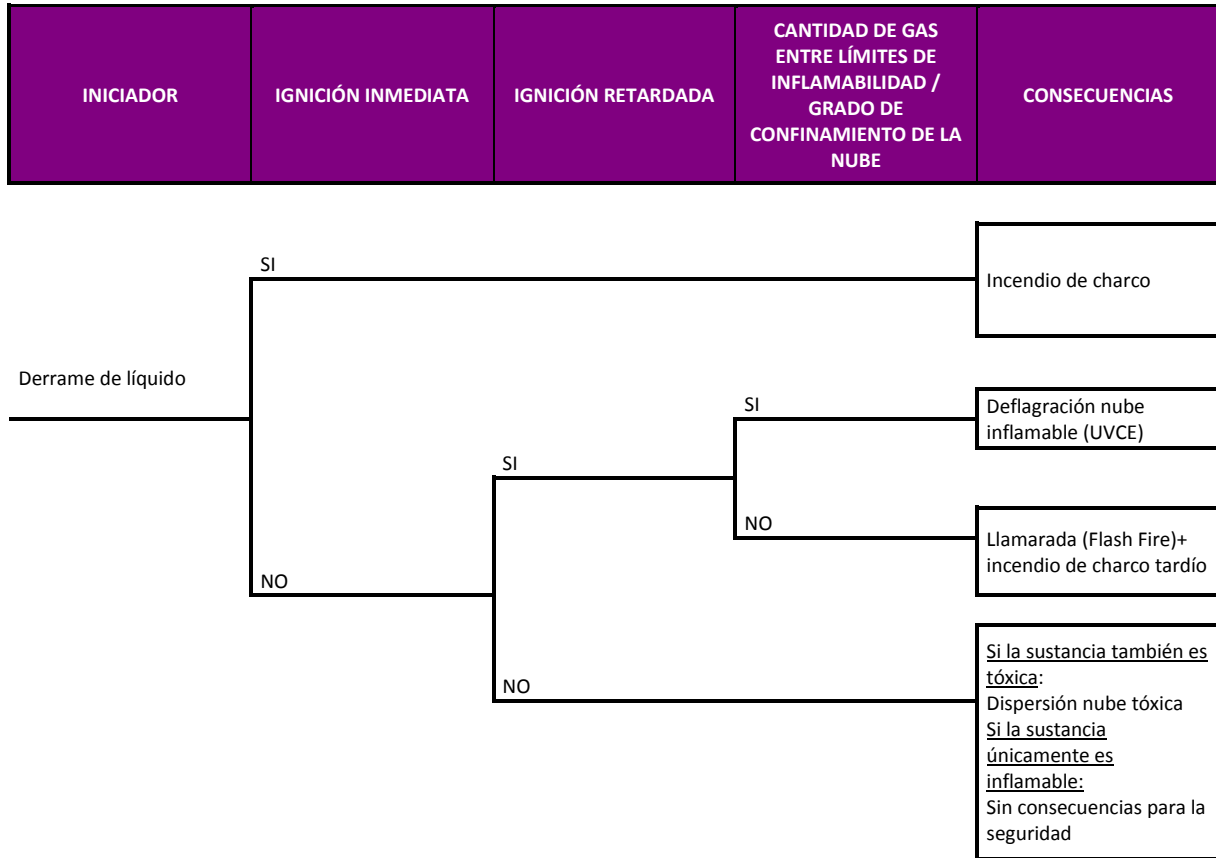 INICIADOR
IGNICIÓN INMEDIATA
IGNICIÓN RETARDADA
CANTIDAD DE GAS
ENTRE LÍMITES DE
INFLAMABILIDAD /
GRADO DE
CONFINAMIENTO DE LA
NUBE
CONSECUENCIAS
SI
Incendio de charco
Derrame de líquido
SI
Deflagración nube
inflamable (UVCE)
SI
NO
Llamarada (Flash Fire)+
incendio de charco tardío
NO
Si la sustancia también es
tóxica:
Dispersión nube tóxica
Si la sustancia
únicamente es
inflamable:
Sin consecuencias para la
seguridad
NO